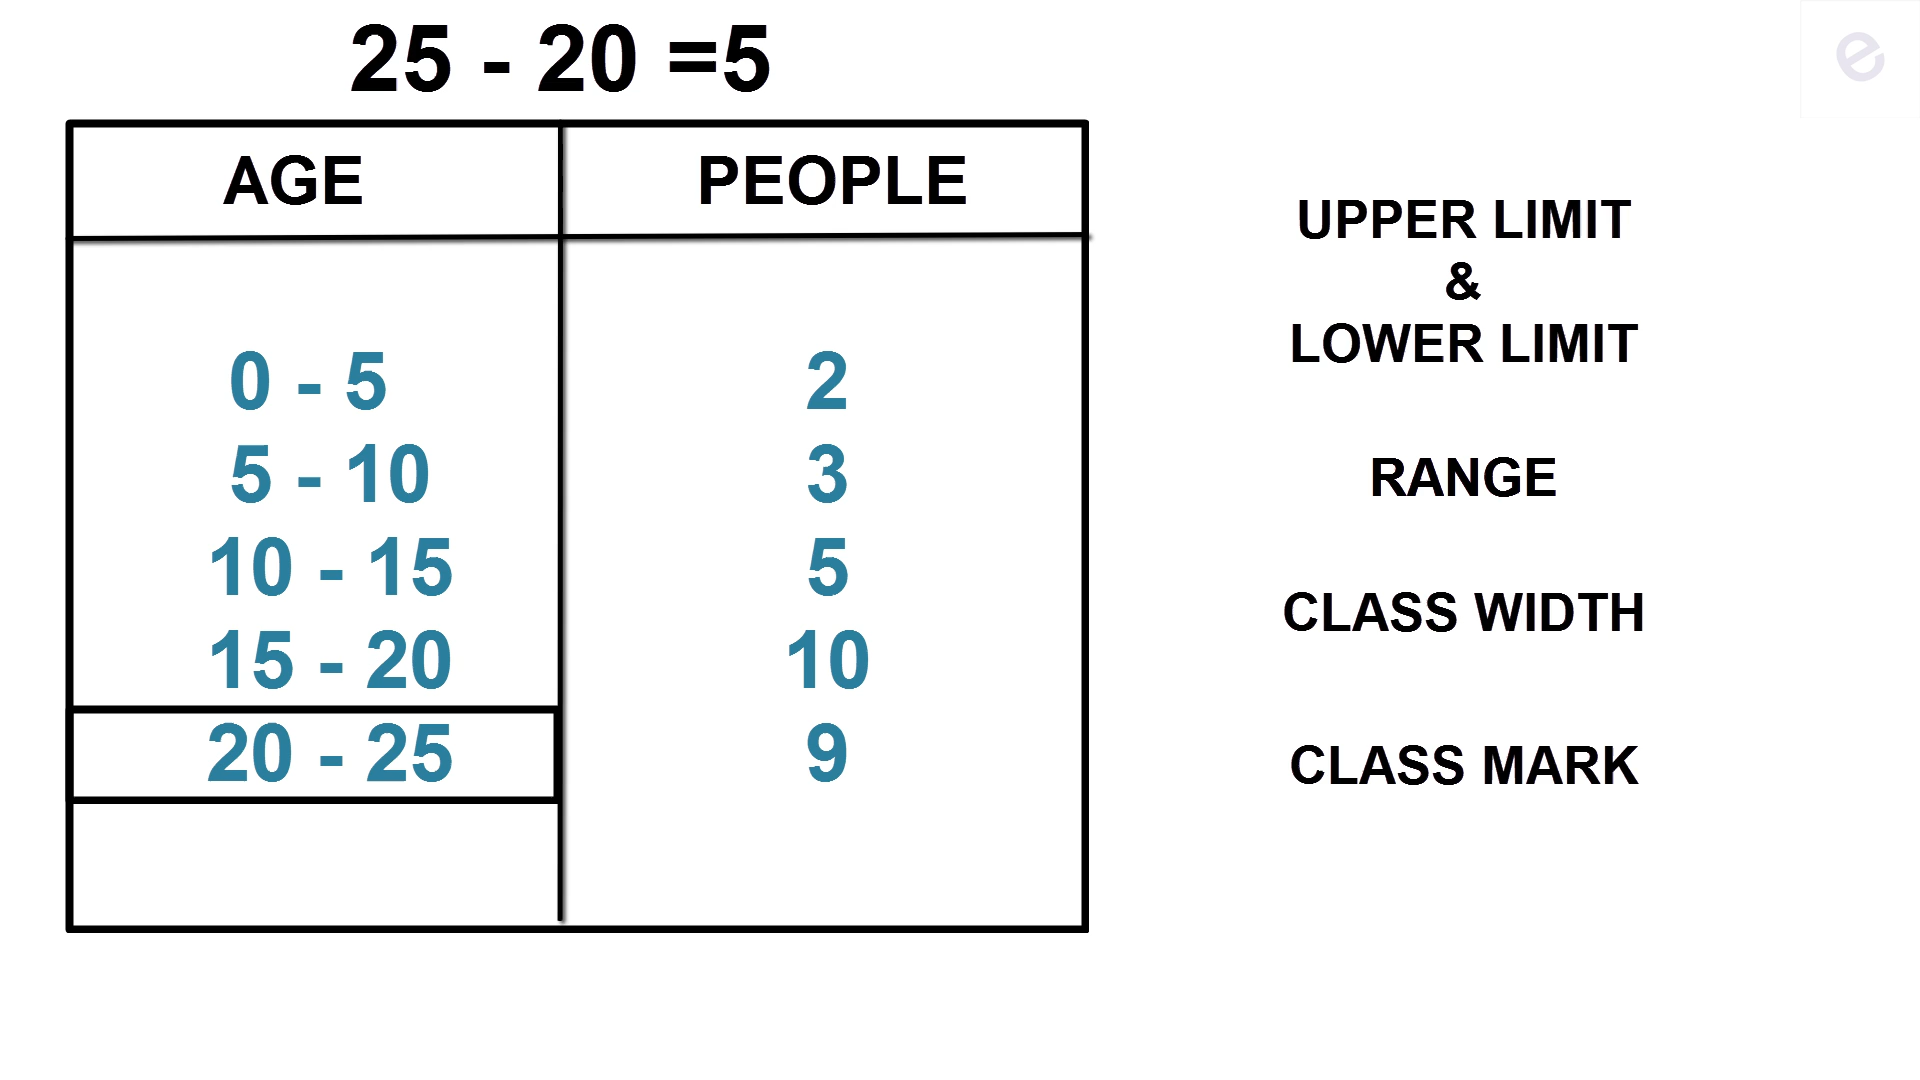 25 - 20 =5
AGE PEOPLE
0 - 5 2
5 - 10 3
10 - 15 5
15 - 20 10
20 - 25 9
UPPER LIMIT
&
LOWER LIMIT
RANGE
CLASS WIDTH
CLASS MARK
e